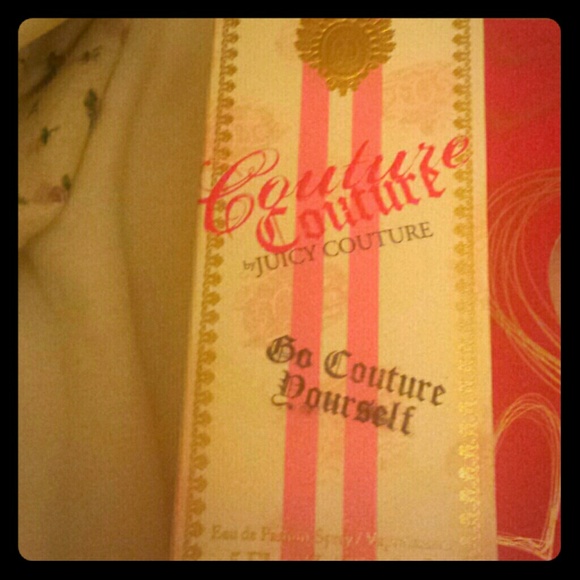 Couture
Couture
by JUICY COUTURE
Go Couture
Yourself
Eau de Parfum Spray /